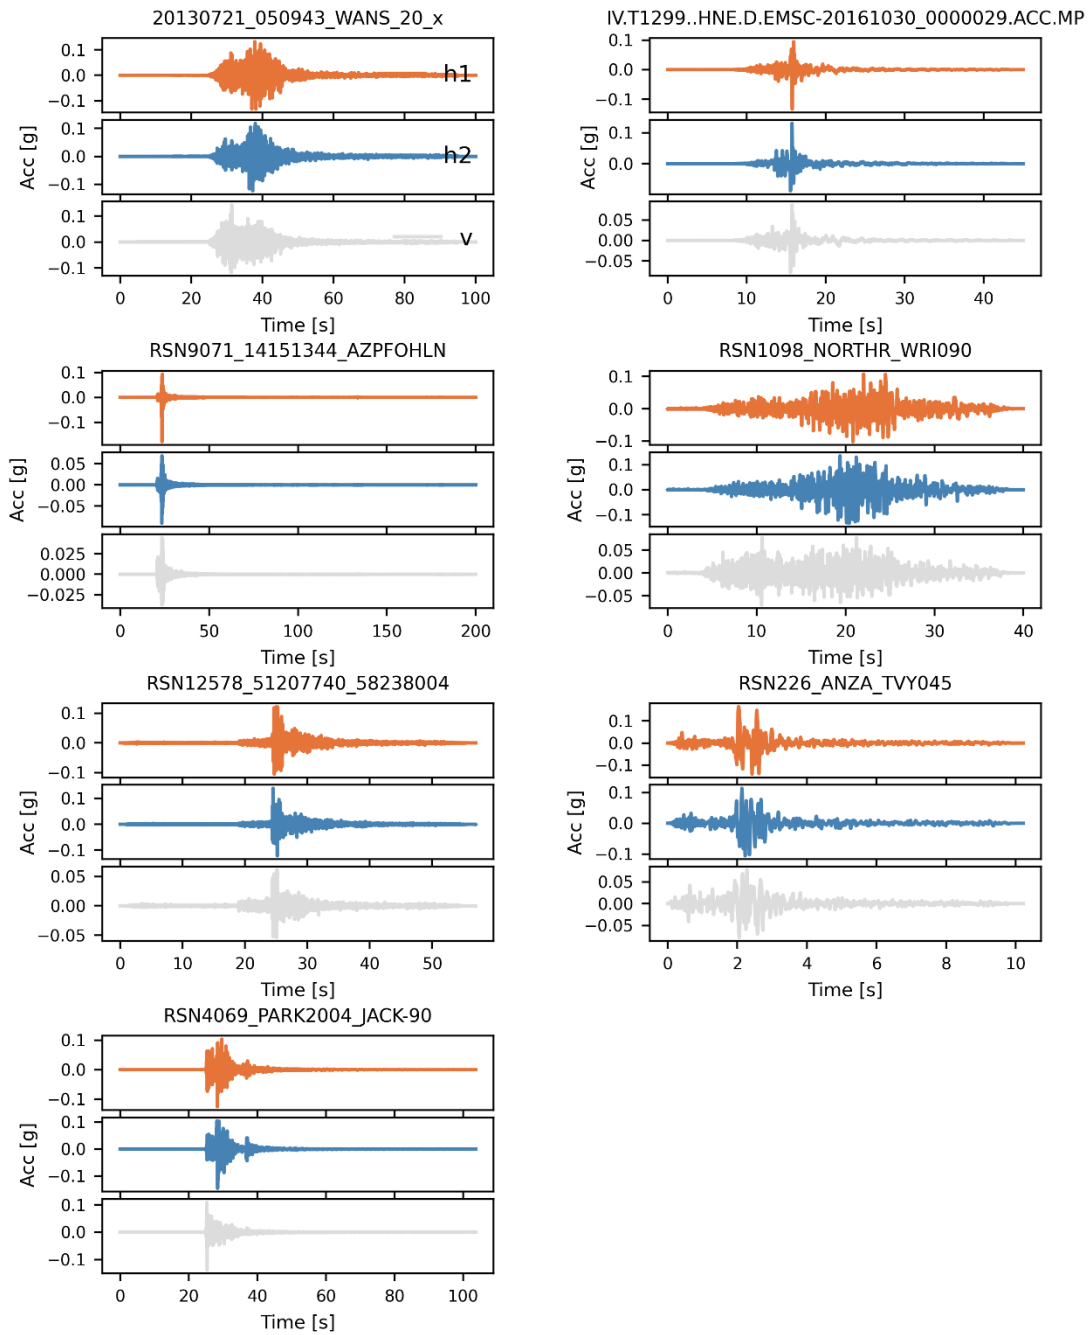 20130721_050943_WANS_20_x
0.1
0.0
−0.1
h1
0.1
0.0
−0.1
h2
Acc [g]
0.1
0.0
−0.1
v
0 20 40 60 80 100
Time [s]
IV.T1299..HNE.D.EMSC-20161030_0000029.ACC.MP
0.1
0.0
−0.1
0.1
0.0
Acc [g]
0.05
0.00
−0.05
0 10 20 30 40
Time [s]
RSN9071_14151344_AZPFOHLN
0.1
0.0
−0.1
0.05
0.00
−0.05
Acc [g]
0.025
0.000
−0.025
0 50 100 150 200
Time [s]
RSN1098_NORTHR_WRI090
0.1
0.0
−0.1
0.1
0.0
−0.1
Acc [g]
0.05
0.00
−0.05
0 10 20 30 40
Time [s]
RSN12578_51207740_58238004
0.1
0.0
−0.1
0.1
0.0
−0.1
Acc [g]
0.05
0.00
−0.05
0 10 20 30 40 50
Time [s]
RSN226_ANZA_TVY045
0.1
0.0
−0.1
0.1
0.0
−0.1
Acc [g]
0.05
0.00
−0.05
0 2 4 6 8 10
Time [s]
RSN4069_PARK2004_JACK-90
0.1
0.0
−0.1
0.1
0.0
−0.1
Acc [g]
0.1
0.0
−0.1
0 20 40 60 80 100
Time [s]